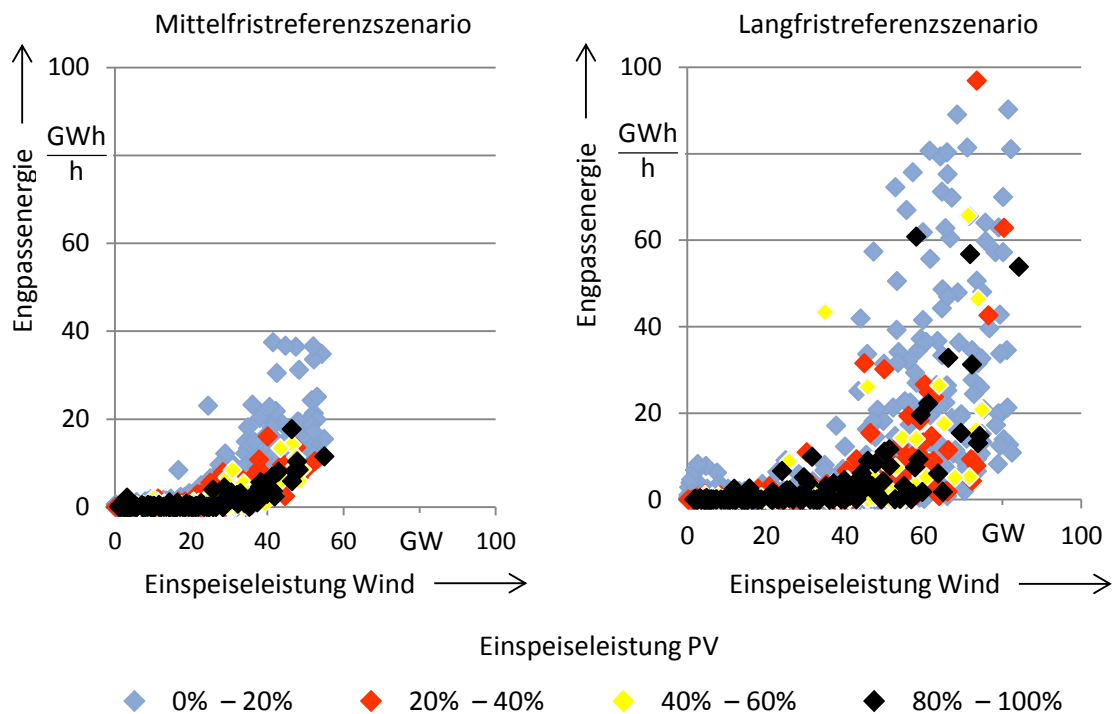 Mittelfristreferenzszenario
Engpassenergie
100
GWh
h
60
40
20
0
0 20 40 60 GW 100
Einspeiseleistung Wind
Langfristreferenzszenario
Engpassenergie
100
GWh
h
60
40
20
0
0 20 40 60 GW 100
Einspeiseleistung Wind
Einspeiseleistung PV
0% – 20% 20% – 40% 40% – 60% 80% – 100%